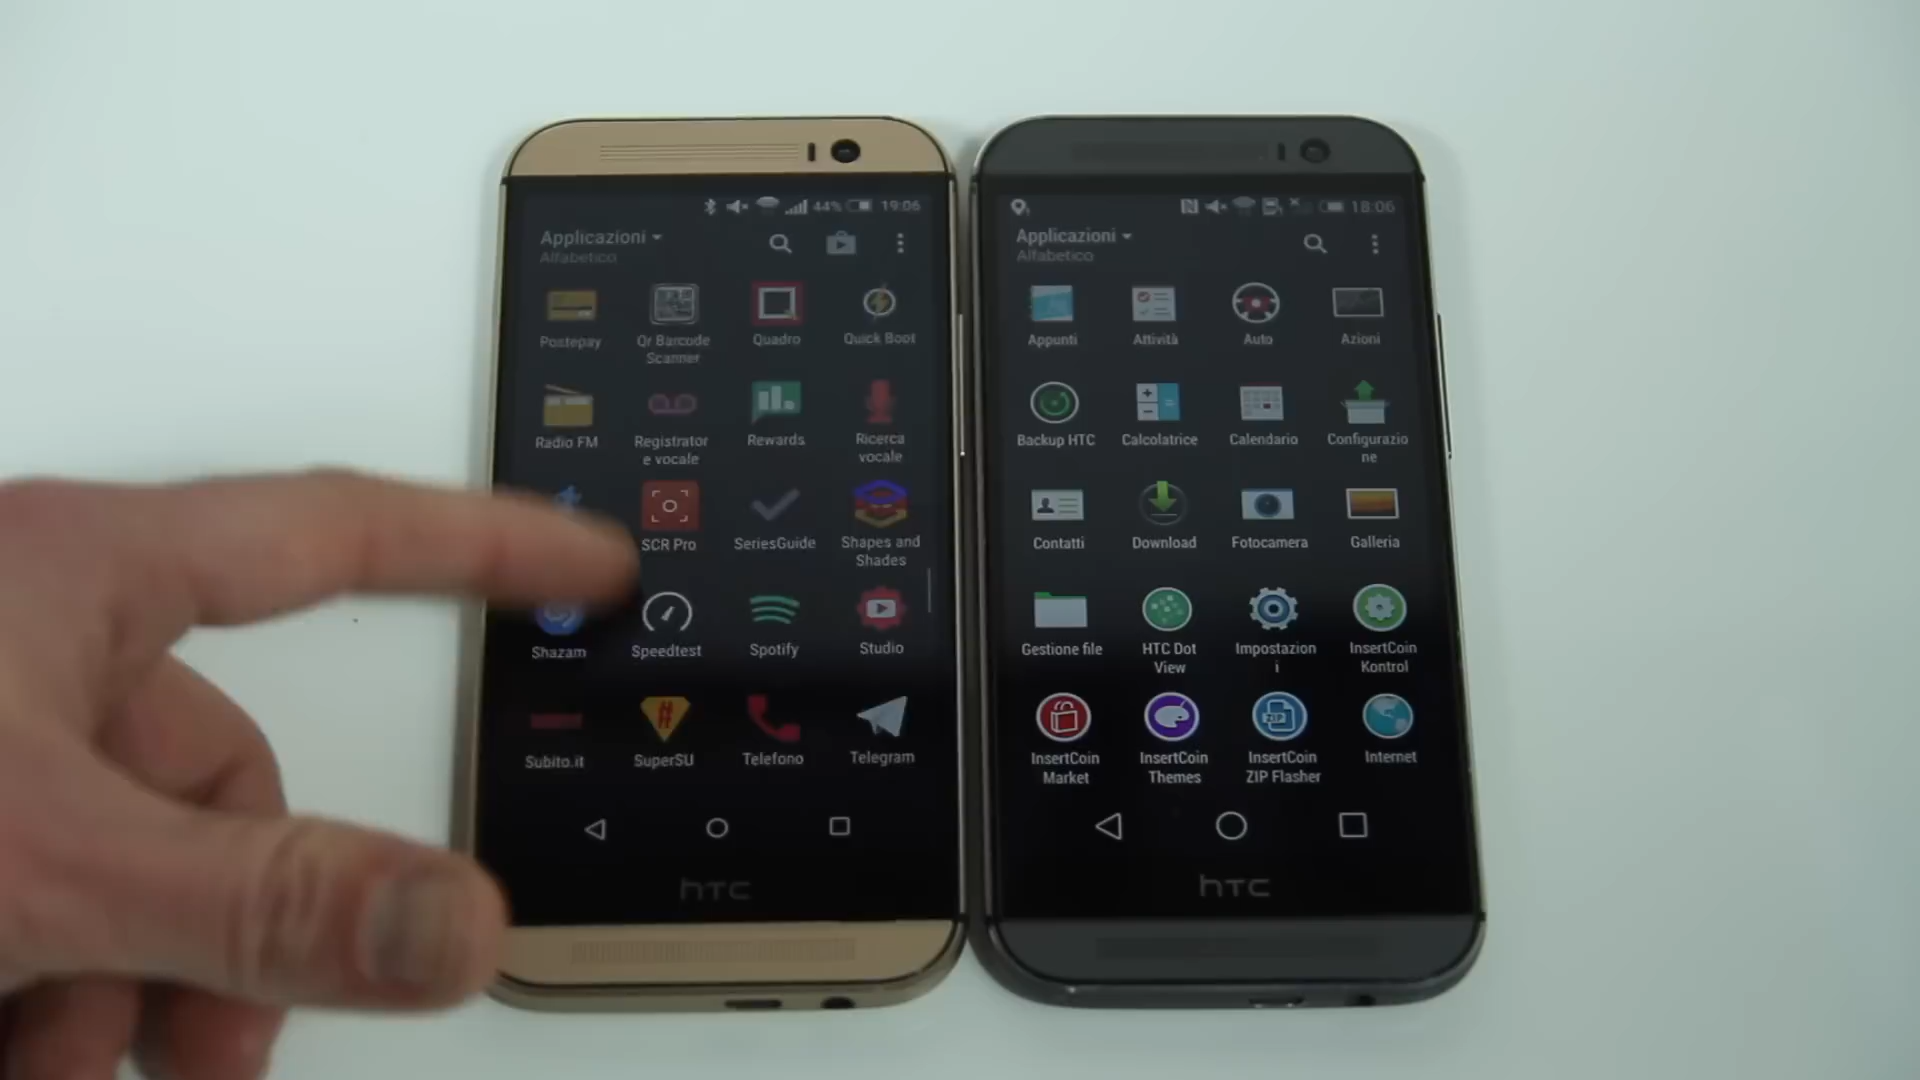 44% 19:06
Applicazioni
Alfabetico
Postepay
Qr Barcode
Scanner
Quadro
Quick Boot
Radio FM
Registrator
e vocale
Rewards
Ricerca
vocale
SCR Pro
SeriesGuide
Shapes and
Shades
Shazam
Speedtest
Spotify
Studio
Subito.it
SuperSU
Telefono
Telegram
hTC
18:06
Applicazioni
Alfabetico
Appunti
Attività
Auto
Azioni
Backup HTC
Calcolatrice
Calendario
Configurazio
ne
Contatti
Download
Fotocamera
Galleria
Gestione file
HTC Dot
View
Impostazion
i
InsertCoin
Kontrol
InsertCoin
Market
InsertCoin
Themes
ZIP
InsertCoin
ZIP Flasher
Internet
hTC